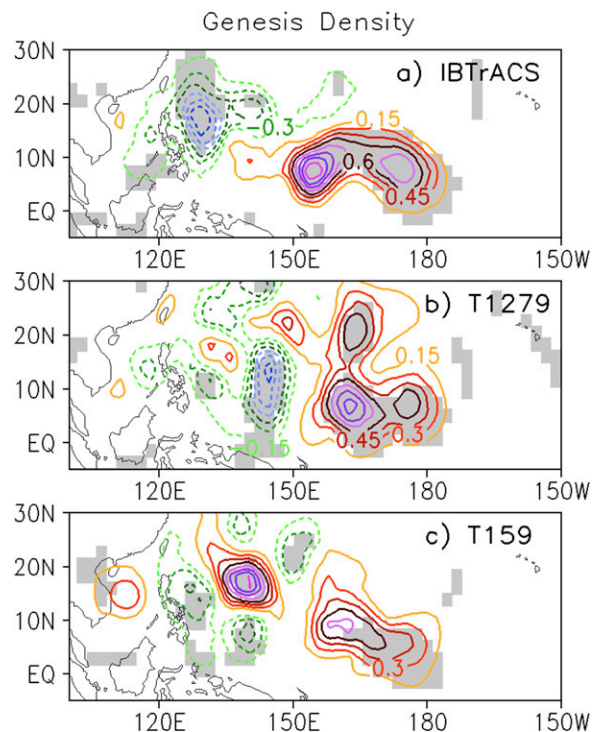 Genesis Density
30N
20N
10N
EQ
a) IBTrACS
-0.3
0.15
0.6
0.45
120E
150E
180
150W
30N
20N
10N
EQ
b) T1279
0.15
-0.15
0.45
0.3
120E
150E
180
150W
30N
20N
10N
EQ
c) T159
0.3
120E
150E
180
150W